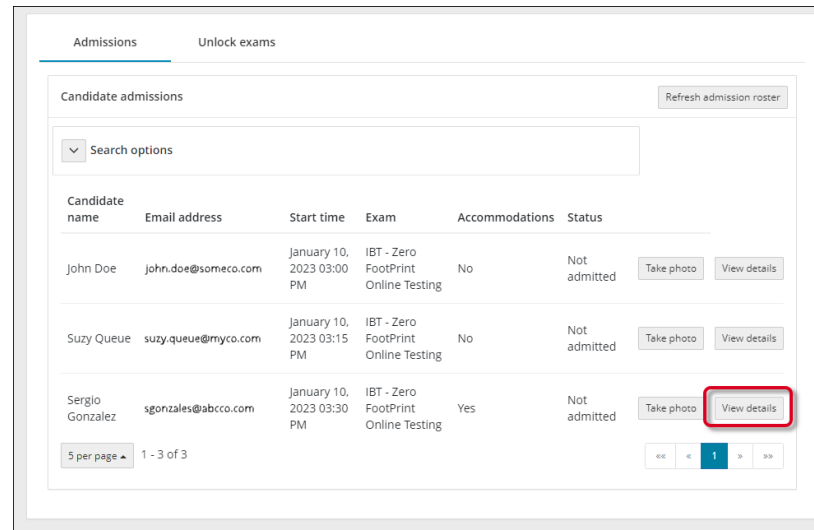 Admissions Unlock exams
Candidate admissions Refresh admission roster
Search options
Candidate
name Email address Start time Exam Accommodations Status
January 10, IBT - Zero
John Doe john.doe@someco.com 2023 03:00 FootPrint No Not admitted Take photo View details
PM Online Testing
January 10, IBT - Zero
Suzy Queue suzy.queue@myco.com 2023 03:15 FootPrint No Not admitted Take photo View details
PM Online Testing
January 10, IBT - Zero
Sergio Gonzalez sgonzales@abcco.com 2023 03:30 FootPrint Yes Not admitted Take photo View details
PM Online Testing
5 per page 1 - 3 of 3 «« « 1 » »»